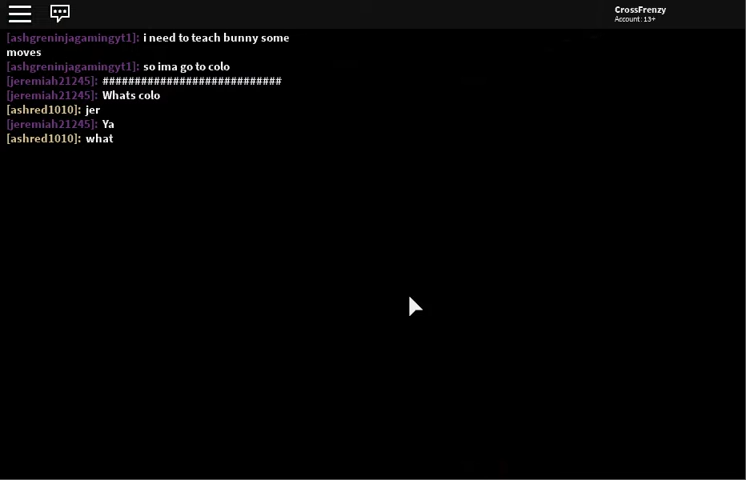 CrossFrenzy
Account: 13+
[ashgreninjagamingyt1]: i need to teach bunny some
moves
[ashgreninjagamingyt1]: so ima go to colo
[jeremiah21245]: ############################
[jeremiah21245]: Whats colo
[ashred1010]: jer
[jeremiah21245]: Ya
[ashred1010]: what